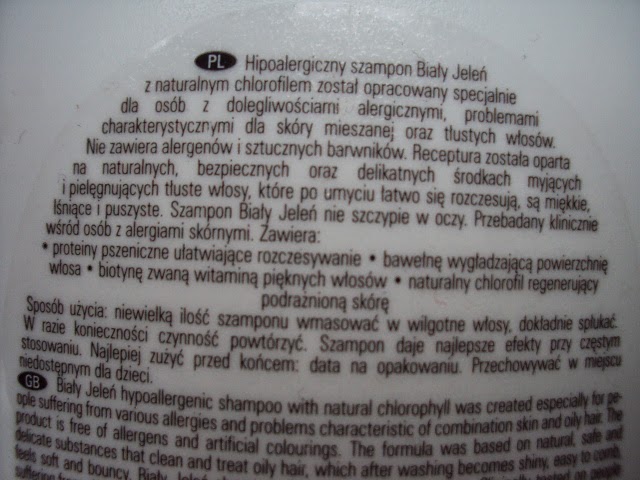 PL Hipoalergiczny szampon Biały Jeleń
z naturalnym chlorofilem został opracowany specjalnie
dla osób z dolegliwościami alergicznymi, problemami
charakterystycznymi dla skóry mieszanej oraz tłustych włosów.
Nie zawiera alergenów i sztucznych barwników. Receptura została oparta
na naturalnych, bezpiecznych oraz delikatnych środkach myjących
i pielęgnujących tłuste włosy, które po umyciu łatwo się rozczesują, są miękkie,
lśniące i puszyste. Szampon Biały Jeleń nie szczypie w oczy. Przebadany klinicznie
wśród osób z alergiami skórnymi. Zawiera:
• proteiny pszeniczne ułatwiające rozczesywanie • bawełnę wygładzającą powierzchnię
włosa • biotynę zwaną witaminą pięknych włosów • naturalny chlorofil regenerujący
podrażnioną skórę
Sposób użycia: niewielką ilość szamponu wmasować w wilgotne włosy, dokładnie spłukać.
W razie konieczności czynność powtórzyć. Szampon daje najlepsze efekty przy częstym
stosowaniu. Najlepiej zużyć przed końcem: data na opakowaniu. Przechowywać w miejscu
niedostępnym dla dzieci.
GB Biały Jeleń hypoallergenic shampoo with natural chlorophyll was created especially for pe-
ople suffering from various allergies and problems characteristic of combination skin and oily hair. The
product is free of allergens and artificial colourings. The formula was based on natural, safe and
delicate substances that clean and treat oily hair, which after washing becomes shiny, easy to comb,
feels soft and bouncy. Biały Jeleń
suffering from